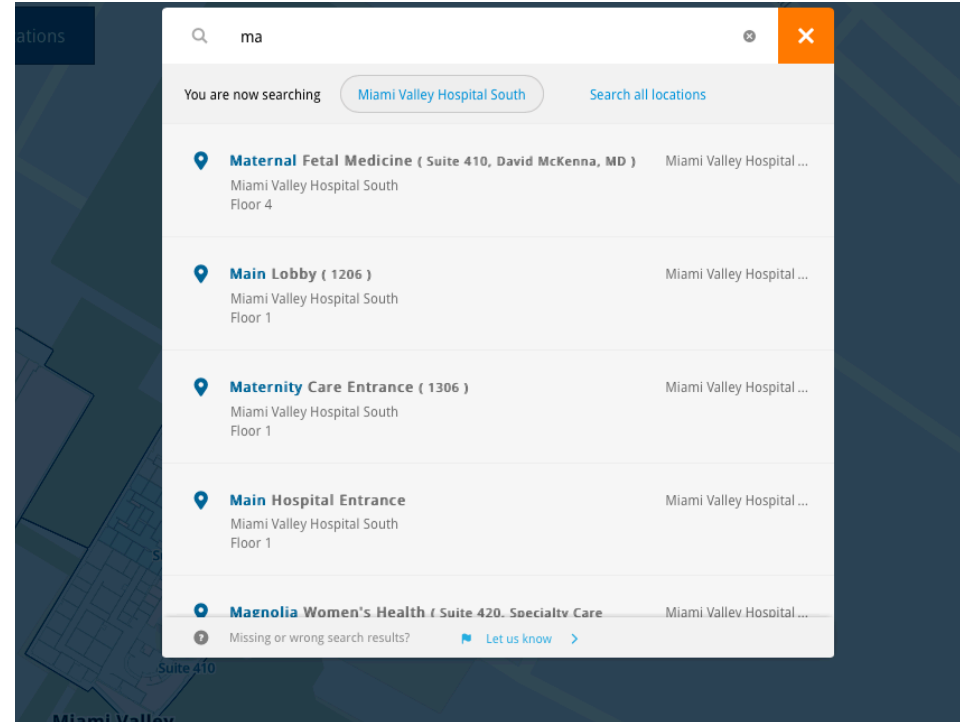 ations
ma
You are now searching Miami Valley Hospital South Search all locations
Maternal Fetal Medicine ( Suite 410, David McKenna, MD ) Miami Valley Hospital ...
Miami Valley Hospital South
Floor 4
Main Lobby ( 1206 ) Miami Valley Hospital ...
Miami Valley Hospital South
Floor 1
Maternity Care Entrance ( 1306 ) Miami Valley Hospital ...
Miami Valley Hospital South
Floor 1
Main Hospital Entrance Miami Valley Hospital ...
Miami Valley Hospital South
Floor 1
Magnolia Women's Health ( Suite 420, Specialty Care Miami Valley Hospital ...
Missing or wrong search results? Let us know
Suite 410
Miami Valley